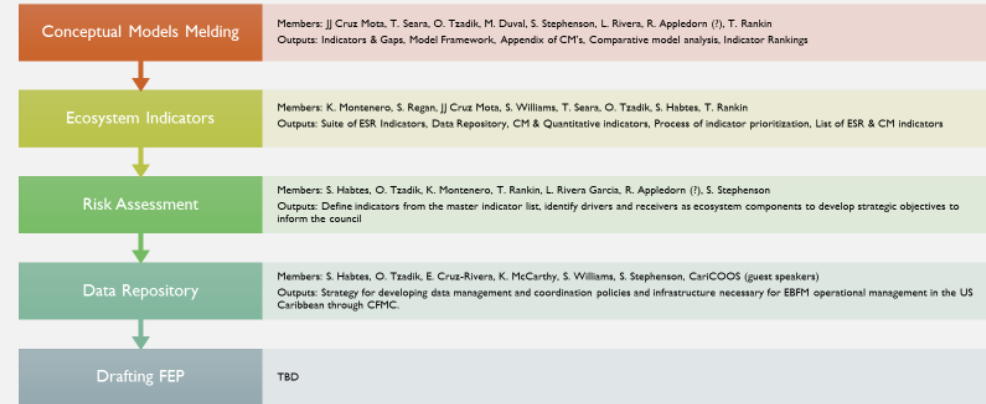 Conceptual Models Melding
Members: JJ Cruz Mota, T. Seara, O. Tzadik, M. Duval, S. Stephenson, L. Rivera, R. Appledorn (?), T. Rankin
Outputs: Indicators & Gaps, Model Framework, Appendix of CM's, Comparative model analysis, Indicator Rankings
Ecosystem Indicators
Members: K. Montenero, S. Regan, JJ Cruz Mota, S. Williams, T. Seara, O. Tzadik, S. Habtes, T. Rankin
Outputs: Suite of ESR Indicators, Data Repository, CM & Quantitative indicators, Process of indicator prioritization, List of ESR & CM indicators
Risk Assessment
Members: S. Habtes, O. Tzadik, K. Montenero, T. Rankin, L. Rivera Garcia, R. Appledorn (?), S. Stephenson
Outputs: Define indicators from the master indicator list, identify drivers and receivers as ecosystem components to develop strategic objectives to
inform the council
Data Repository
Members: S. Habtes, O. Tzadik, E. Cruz-Rivera, K. McCarthy, S. Williams, S. Stephenson, CariCOOS (guest speakers)
Outputs: Strategy for developing data management and coordination policies and infrastructure necessary for EBFM operational management in the US
Caribbean through CFMC.
Drafting FEP
TBD